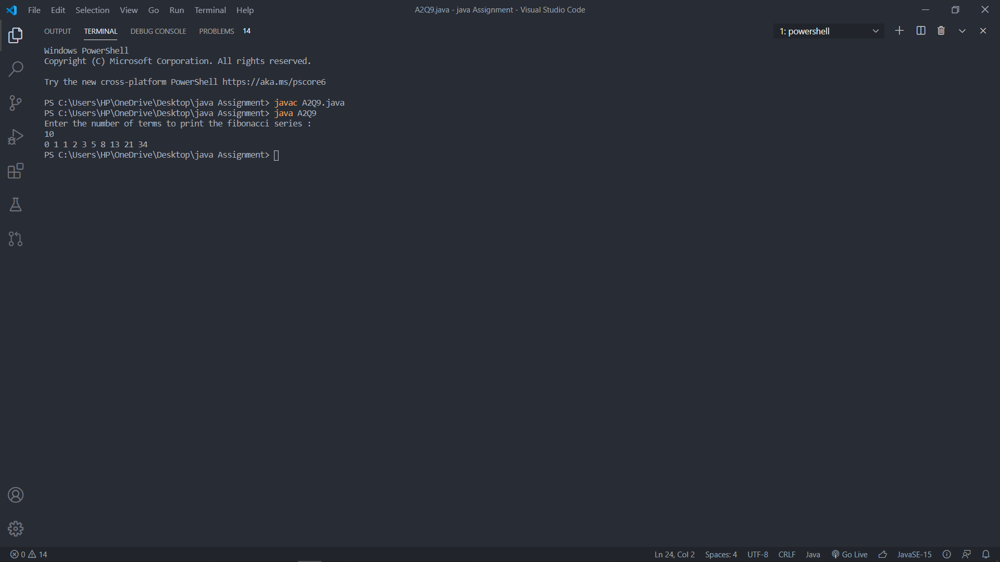 File Edit Selection View Go Run Terminal Help
A2Q9.java - java Assignment - Visual Studio Code
OUTPUT TERMINAL DEBUG CONSOLE PROBLEMS 14
1: powershell
Windows PowerShell
Copyright (C) Microsoft Corporation. All rights reserved.
Try the new cross-platform PowerShell https://aka.ms/pscore6
PS C:\Users\HP\OneDrive\Desktop\java Assignment> javac A2Q9.java
PS C:\Users\HP\OneDrive\Desktop\java Assignment> java A2Q9
Enter the number of terms to print the fibonacci series :
10
0 1 1 2 3 5 8 13 21 34
PS C:\Users\HP\OneDrive\Desktop\java Assignment>
0 14
Ln 24, Col 2 Spaces: 4 UTF-8 CRLF Java Go Live JavaSE-15